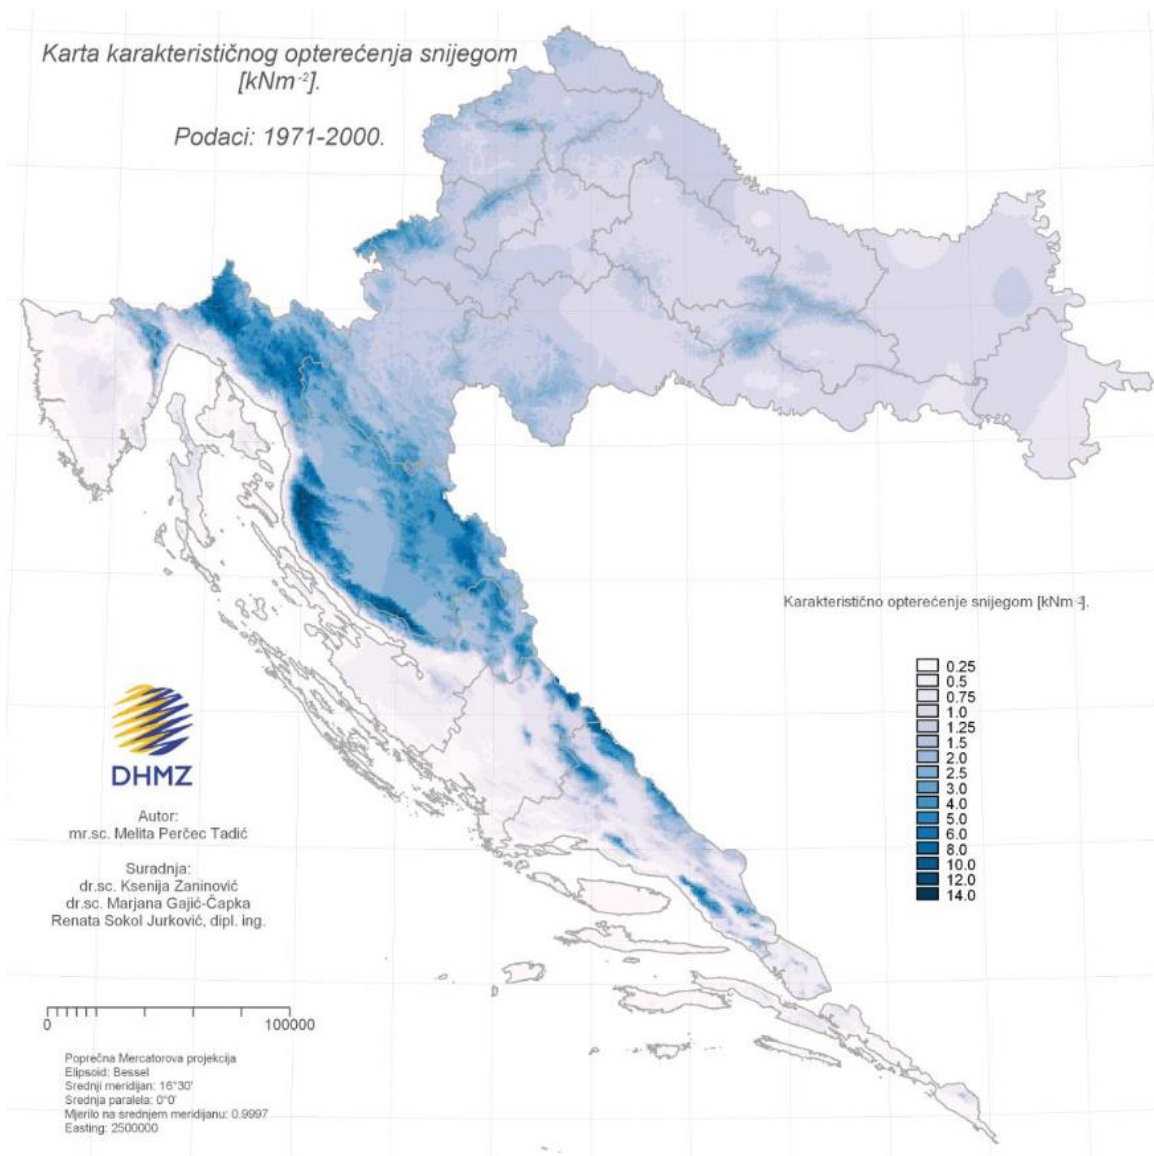 Karta karakterističnog opterećenja snijegom
[kNm⁻²].
Podaci: 1971-2000.
Karakteristično opterećenje snijegom [kNm⁻²].
0.25
0.5
0.75
1.0
1.25
1.5
2.0
2.5
3.0
4.0
5.0
6.0
8.0
10.0
12.0
14.0
DHMZ
Autor:
mr.sc. Melita Perčec Tadić
Suradnja:
dr.sc. Ksenija Zaninović
dr.sc. Marjana Gajić-Čapka
Renata Sokol Jurković, dipl. ing.
0 100000
Poprečna Mercatorova projekcija
Elipsoid: Bessel
Srednji meridijan: 16°30'
Srednja paralela: 0°0'
Mjerilo na srednjem meridijanu: 0.9997
Easting: 2500000